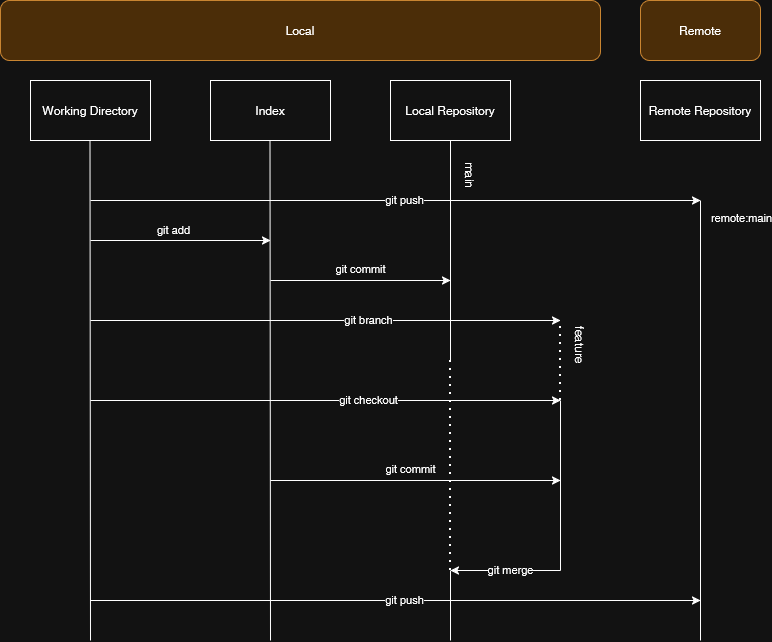 Local
Remote
Working Directory
Index
Local Repository
Remote Repository
main
git push
remote:main
git add
git commit
git branch
feature
git checkout
git commit
git merge
git push